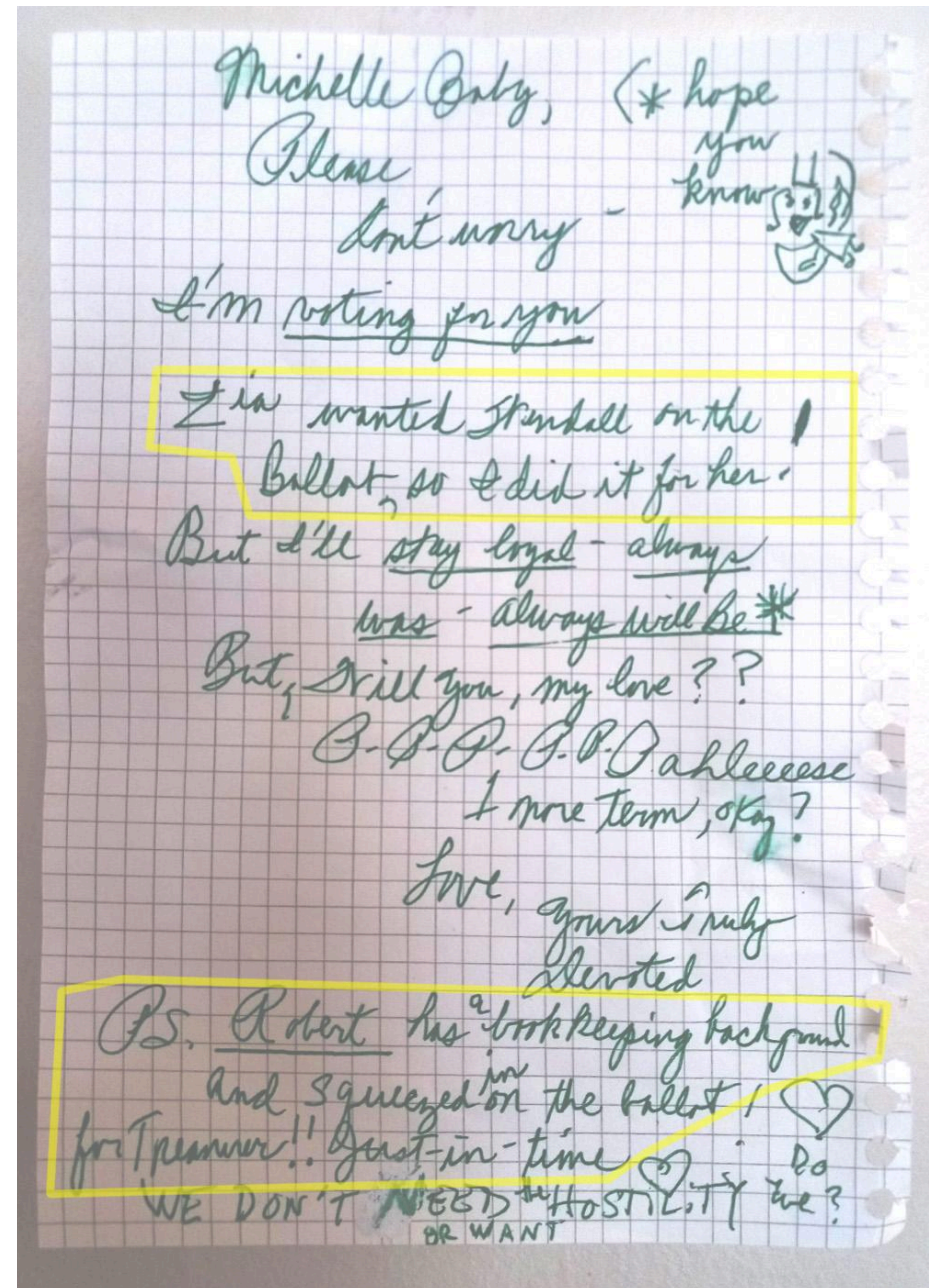 Michelle Baby, (* hope
you
know
Please
don't worry -
I'm voting for you
Zia wanted Kendall on the
Ballot, so I did it for her!
But I'll stay loyal - always
was - always will Be*
But, Will you, my love??
P-P-P-P.P.Pahleeeese
1 more Term, okay?
Love,
Yours Truly
Devoted
PS. Robert has a bookkeeping background
and squeezed in on the ballot!
for Treasurer!! Just-in-time
WE DON'T NEED the HOSTILITY Do we?
OR WANT